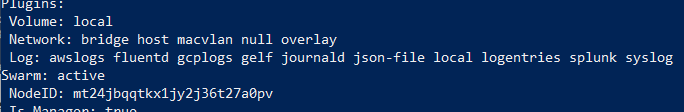 Plugins:
Volume: local
Network: bridge host macvlan null overlay
Log: awslogs fluentd gcplogs gelf journald json-file local logentries splunk syslog
Swarm: active
NodeID: mt24jbqqtkx1jy2j36t27a0pv
Is Manager: true